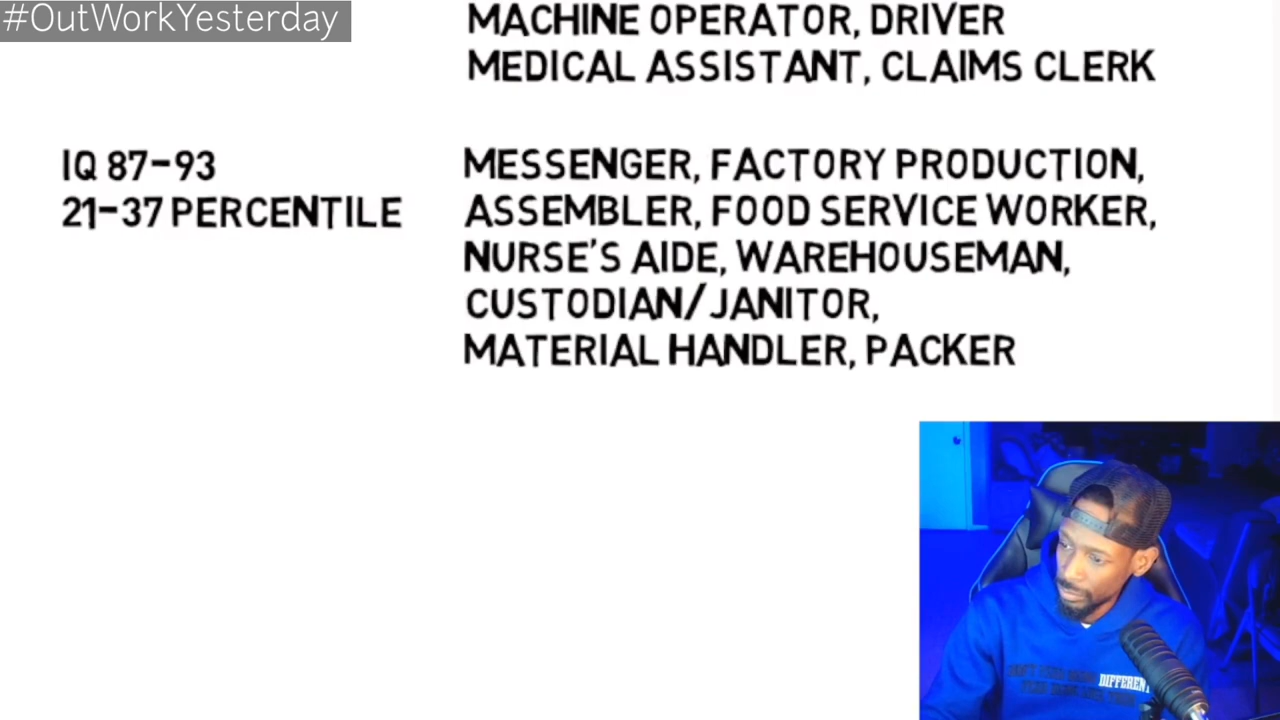 #OutWorkYesterday
MACHINE OPERATOR, DRIVER
MEDICAL ASSISTANT, CLAIMS CLERK
IQ 87-93
21-37 PERCENTILE
MESSENGER, FACTORY PRODUCTION,
ASSEMBLER, FOOD SERVICE WORKER,
NURSE'S AIDE, WAREHOUSEMAN,
CUSTODIAN/JANITOR,
MATERIAL HANDLER, PACKER
DIFFERENT